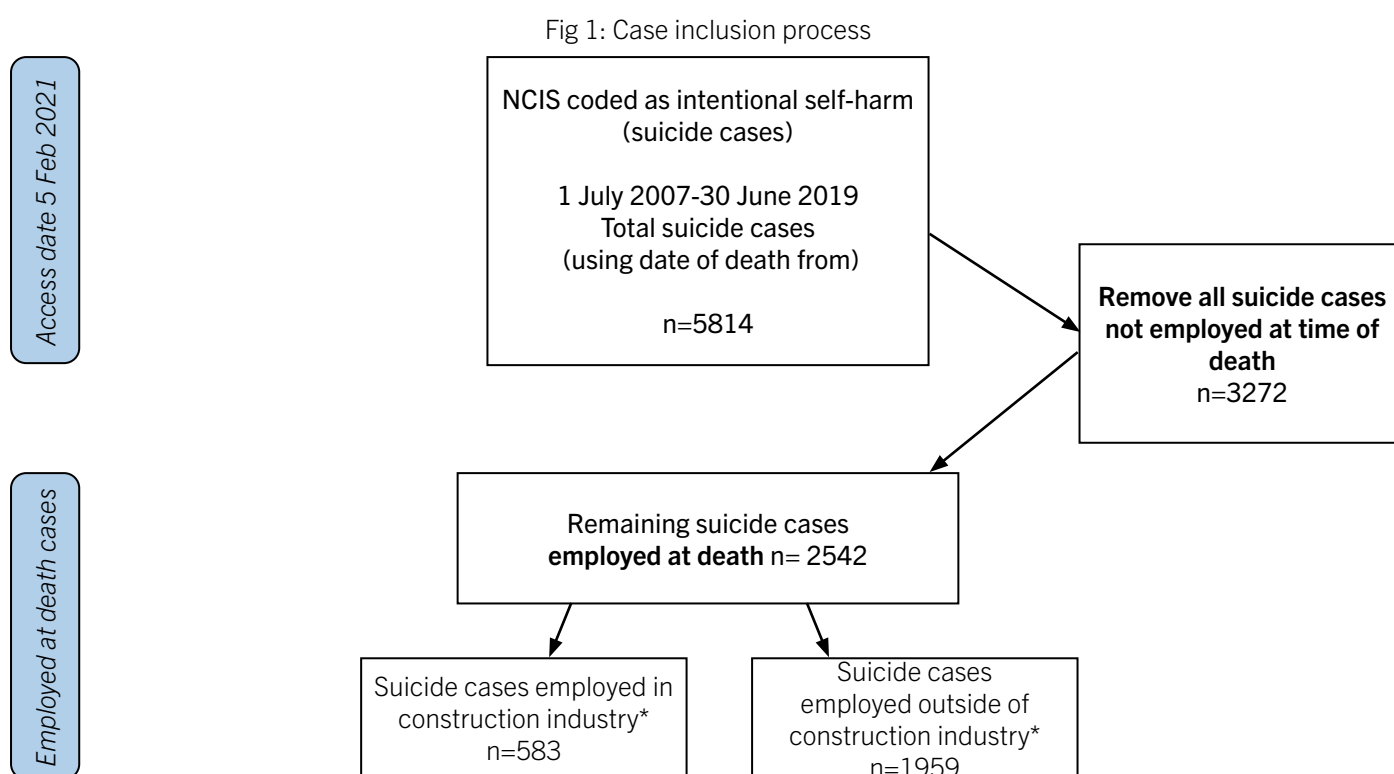 Fig 1: Case inclusion process
Access date 5 Feb 2021
NCIS coded as intentional self-harm
(suicide cases)
1 July 2007-30 June 2019
Total suicide cases
(using date of death from)
n=5814
Remove all suicide cases
not employed at time of
death
n=3272
Employed at death cases
Remaining suicide cases
employed at death n= 2542
Suicide cases employed in
construction industry*
n=583
Suicide cases
employed outside of
construction industry*
n=1959